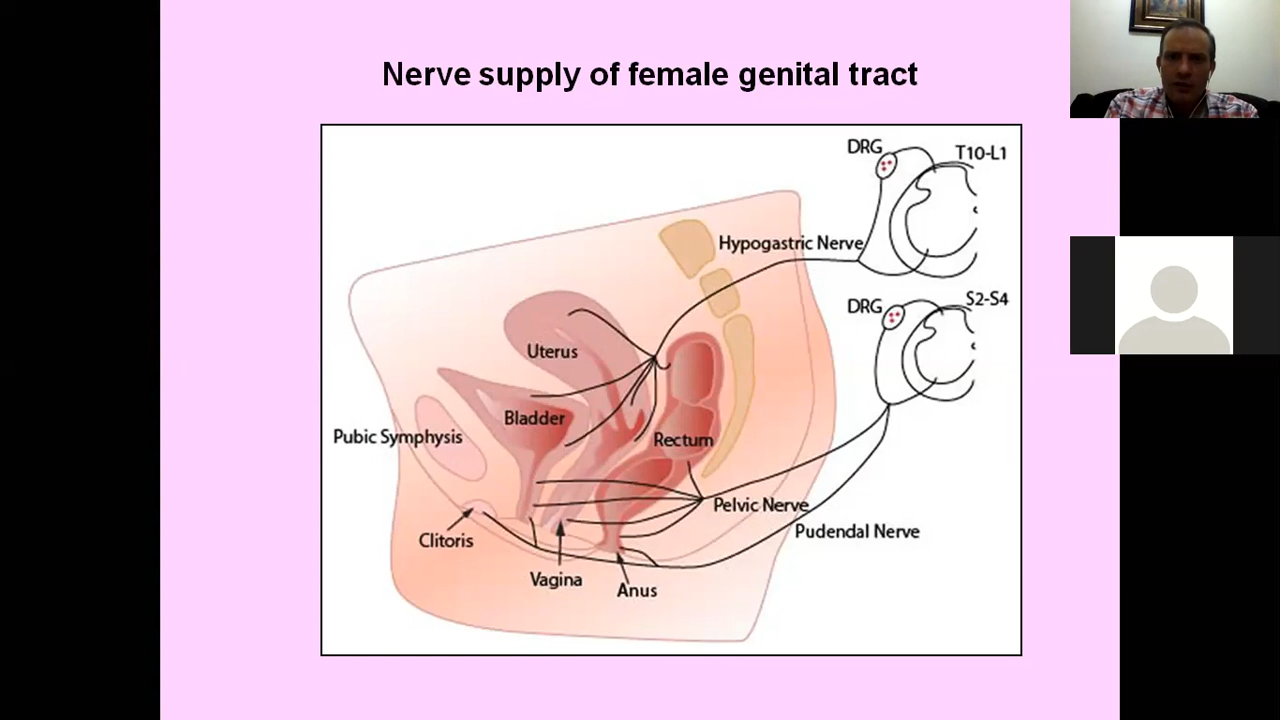 Nerve supply of female genital tract
DRG
T10-L1
Hypogastric Nerve
DRG
S2-S4
Uterus
Bladder
Pubic Symphysis
Rectum
Pelvic Nerve
Pudendal Nerve
Clitoris
Vagina
Anus